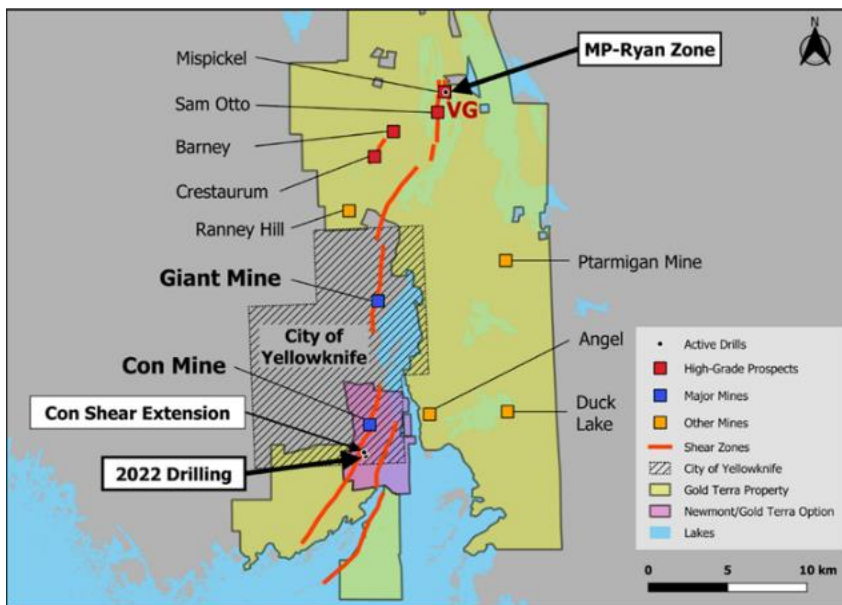 N
MP-Ryan Zone
Mispickel
Sam Otto
VG
Barney
Crestaurum
Ranney Hill
Ptarmigan Mine
Giant Mine
City of
Yellowknife
Angel
Con Mine
Duck
Lake
Con Shear Extension
2022 Drilling
Active Drills
High-Grade Prospects
Major Mines
Other Mines
Shear Zones
City of Yellowknife
Gold Terra Property
Newmont/Gold Terra Option
Lakes
0 5 10 km